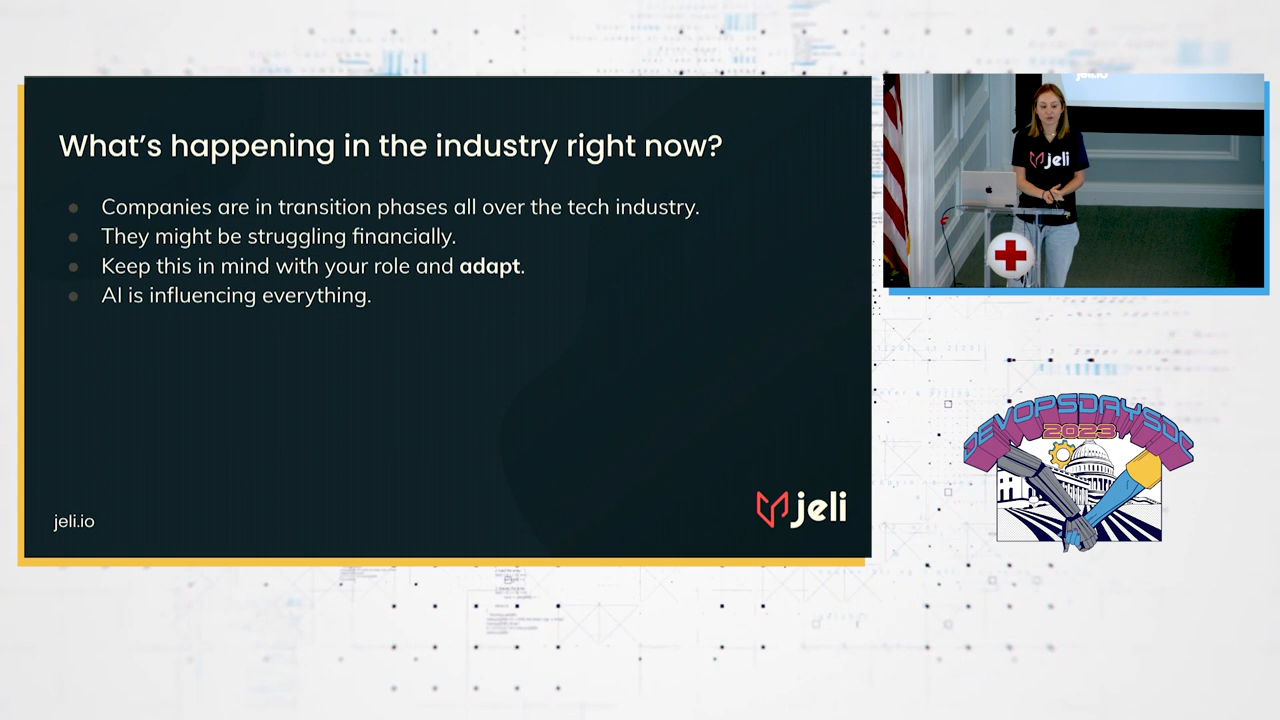 What's happening in the industry right now?
Companies are in transition phases all over the tech industry.
They might be struggling financially.
Keep this in mind with your role and adapt.
AI is influencing everything.
jeli.io
jeli
jeli.io
jeli
DEVOPSDAYSDC
2023